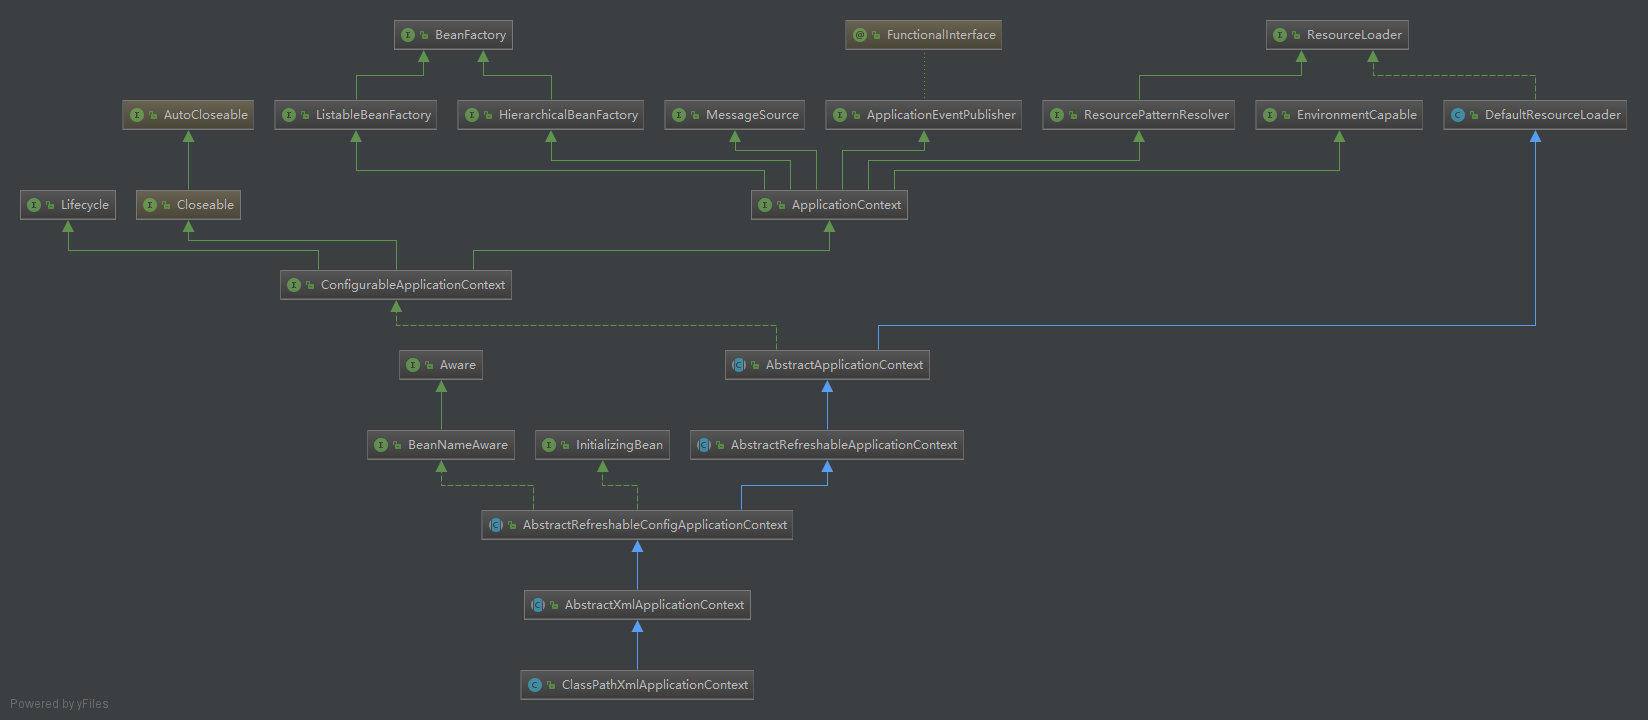 BeanFactory
FunctionalInterface
ResourceLoader
AutoCloseable
ListableBeanFactory
HierarchicalBeanFactory
MessageSource
ApplicationEventPublisher
ResourcePatternResolver
EnvironmentCapable
DefaultResourceLoader
Lifecycle
Closeable
ApplicationContext
ConfigurableApplicationContext
Aware
AbstractApplicationContext
BeanNameAware
InitializingBean
AbstractRefreshableApplicationContext
AbstractRefreshableConfigApplicationContext
AbstractXmlApplicationContext
ClassPathXmlApplicationContext
Powered by yFiles